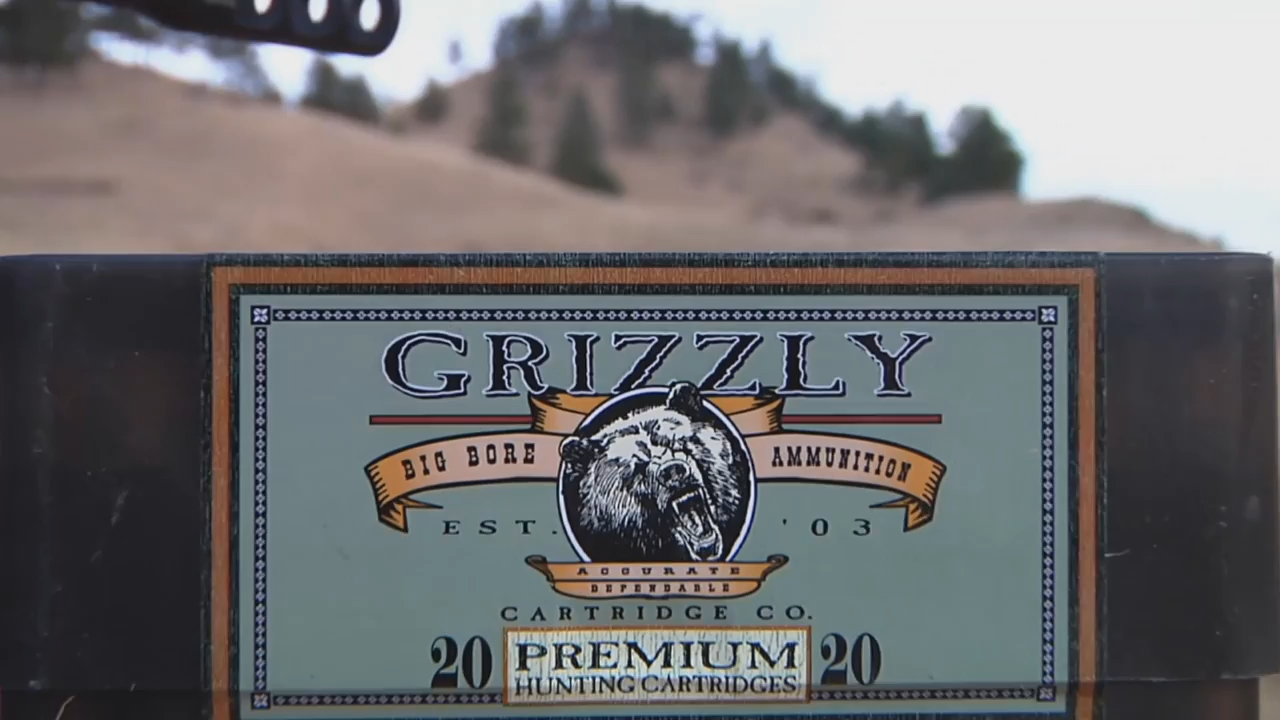 GRIZZLY
BIG BORE AMMUNITION
EST. '03
ACCURATE
DEPENDABLE
CARTRIDGE CO.
20 PREMIUM 20
HUNTING CARTRIDGES